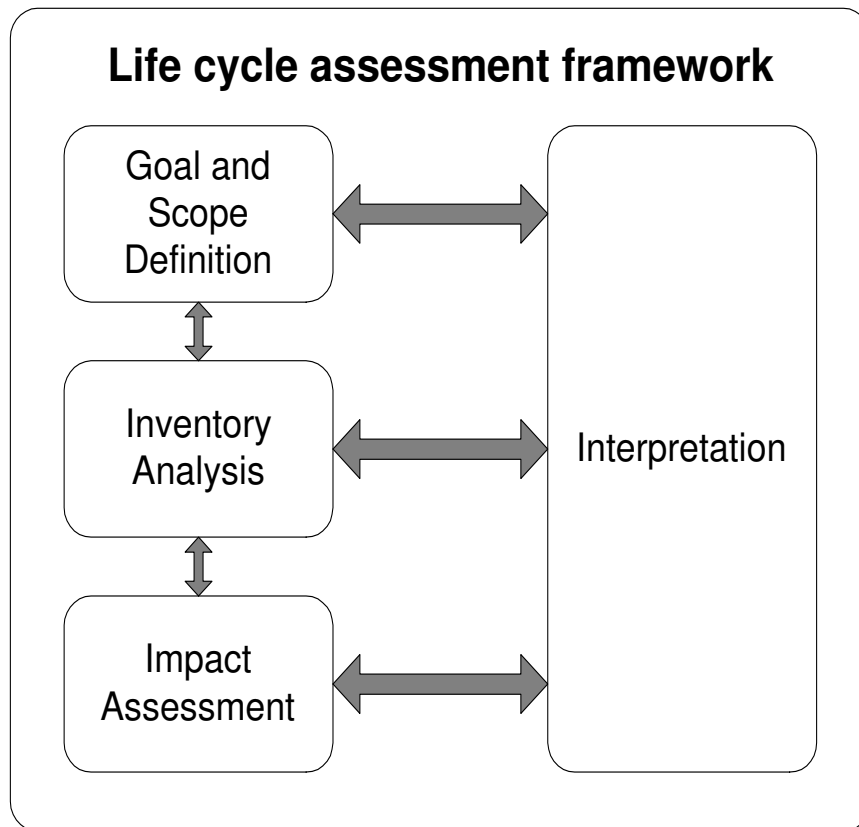 Life cycle assessment framework
Goal and
Scope
Definition
Inventory
Analysis
Interpretation
Impact
Assessment